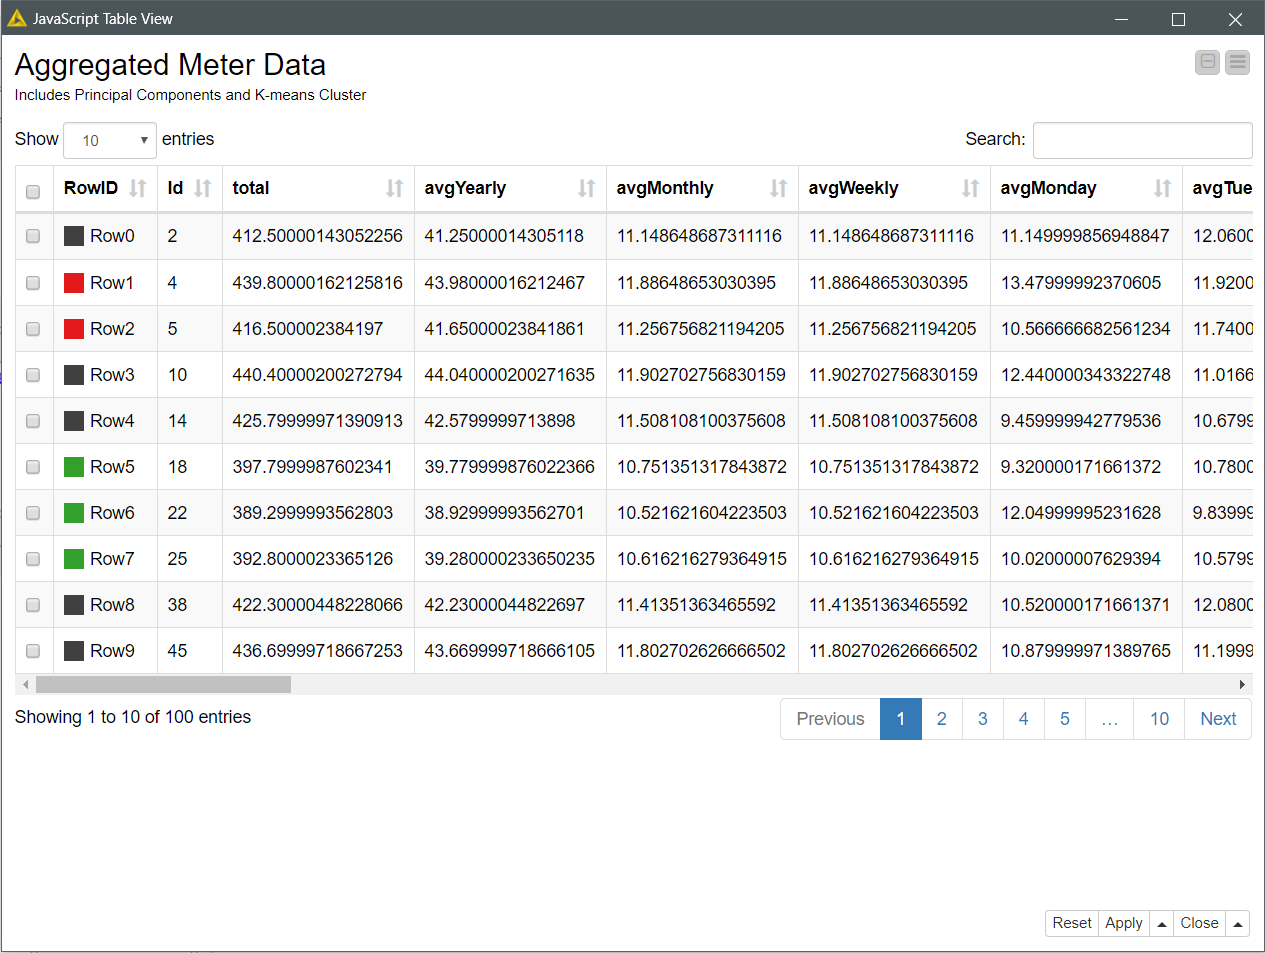 JavaScript Table View
Aggregated Meter Data
Includes Principal Components and K-means Cluster
Show 10 entries Search:
RowID Id total avgYearly avgMonthly avgWeekly avgMonday avgTue
Row0 2 412.50000143052256 41.25000014305118 11.148648687311116 11.148648687311116 11.149999856948847 12.0600
Row1 4 439.80000162125816 43.98000016212467 11.88648653030395 11.88648653030395 13.47999992370605 11.9200
Row2 5 416.500002384197 41.65000023841861 11.256756821194205 11.256756821194205 10.566666682561234 11.7400
Row3 10 440.40000200272794 44.040000200271635 11.902702756830159 11.902702756830159 12.440000343322748 11.0166
Row4 14 425.79999971390913 42.5799999713898 11.508108100375608 11.508108100375608 9.459999942779536 10.6799
Row5 18 397.7999987602341 39.779999876022366 10.751351317843872 10.751351317843872 9.320000171661372 10.7800
Row6 22 389.2999993562803 38.92999993562701 10.521621604223503 10.521621604223503 12.04999995231628 9.83999
Row7 25 392.8000023365126 39.280000233650235 10.616216279364915 10.616216279364915 10.02000007629394 10.5799
Row8 38 422.30000448228066 42.23000044822697 11.41351363465592 11.41351363465592 10.520000171661371 12.0800
Row9 45 436.69999718667253 43.669999718666105 11.802702626666502 11.802702626666502 10.879999971389765 11.1999
Showing 1 to 10 of 100 entries Previous 1 2 3 4 5 … 10 Next
Reset Apply Close